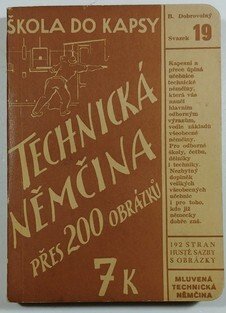 ŠKOLA DO KAPSY
B. Dobrovolný
Svazek 19
TECHNICKÁ
NĚMČINA
PŘES 200 OBRÁZKŮ
7 K
Kapesní a
přece úplná
učebnice
technické
němčiny,
která vás
naučí
hlavním
odborným
výrazům,
vedle základů
všeobecné
němčiny.
Pro odborné
školy, četbu,
dělníky
i techniky.
Nezbytný
doplněk
velkých
všeobecných
učebnic
i pro toho,
kdo již
německy
dobře zná.
192 STRAN
HUSTÉ SAZBY
S OBRÁZKY
MLUVENÁ
TECHNICKÁ
NĚMČINA